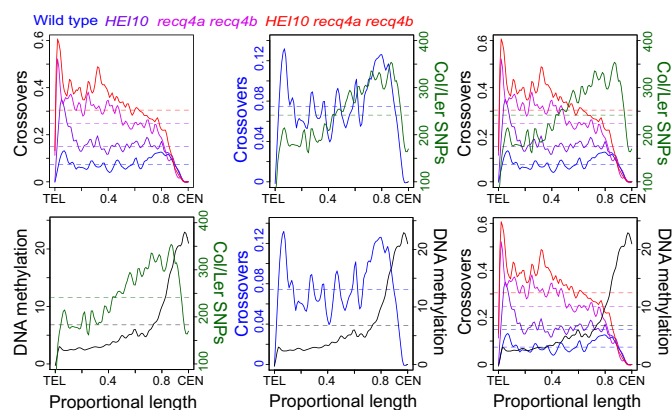 Wild type HEI10 recq4a recq4b HEI10 recq4a recq4b
Crossovers
0.6
0.4
0.2
0
TEL 0.4 0.8 CEN
Crossovers
0.12
0.08
0.04
0
TEL 0.4 0.8 CEN
400
300
200
100
Col/Ler SNPs
Crossovers
0.6
0.4
0.2
0
TEL 0.4 0.8 CEN
400
300
200
100
Col/Ler SNPs
DNA methylation
20
10
0
TEL 0.4 0.8 CEN
400
300
200
100
Col/Ler SNPs
Proportional length
Crossovers
0.12
0.08
0.04
0
TEL 0.4 0.8 CEN
20
15
10
5
0
DNA methylation
Proportional length
Crossovers
0.6
0.4
0.2
0
TEL 0.4 0.8 CEN
20
15
10
5
0
DNA methylation
Proportional length